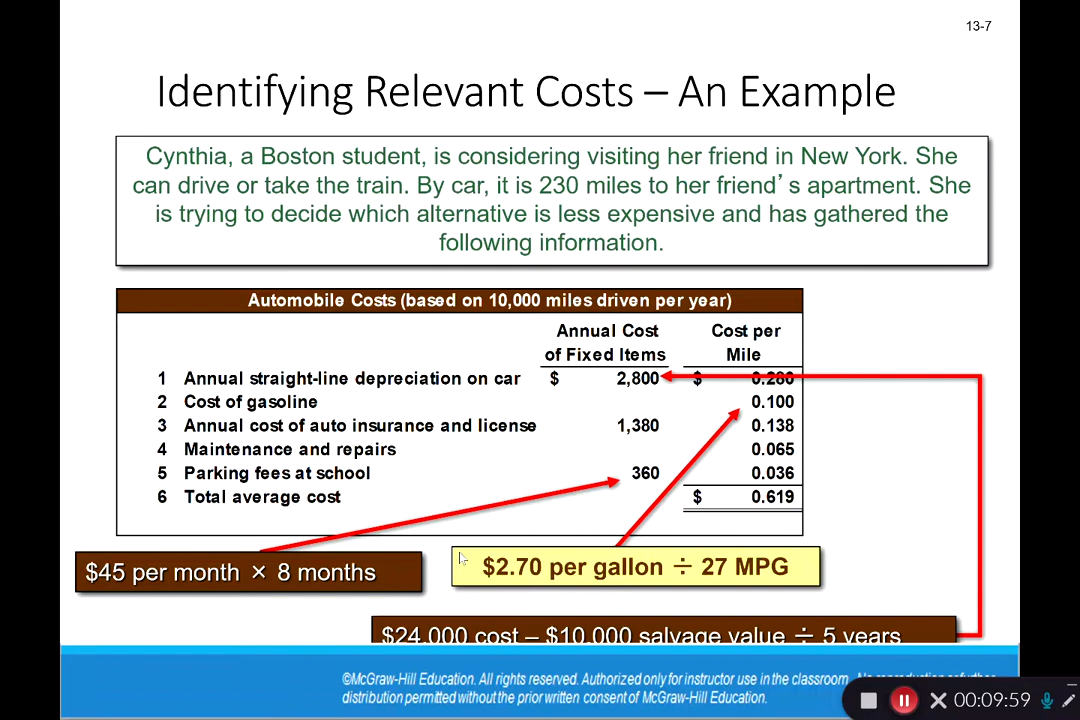 13-7
Identifying Relevant Costs – An Example
Cynthia, a Boston student, is considering visiting her friend in New York. She
can drive or take the train. By car, it is 230 miles to her friend's apartment. She
is trying to decide which alternative is less expensive and has gathered the
following information.
Automobile Costs (based on 10,000 miles driven per year)
Annual Cost Cost per
of Fixed Items Mile
1 Annual straight-line depreciation on car $ 2,800 $ 0.280
2 Cost of gasoline 0.100
3 Annual cost of auto insurance and license 1,380 0.138
4 Maintenance and repairs 0.065
5 Parking fees at school 360 0.036
6 Total average cost $ 0.619
$45 per month × 8 months
$2.70 per gallon ÷ 27 MPG
$24,000 cost – $10,000 salvage value ÷ 5 years
©McGraw-Hill Education. All rights reserved. Authorized only for instructor use in the classroom. No reproduction or further
distribution permitted without the prior written consent of McGraw-Hill Education.
00:09:59